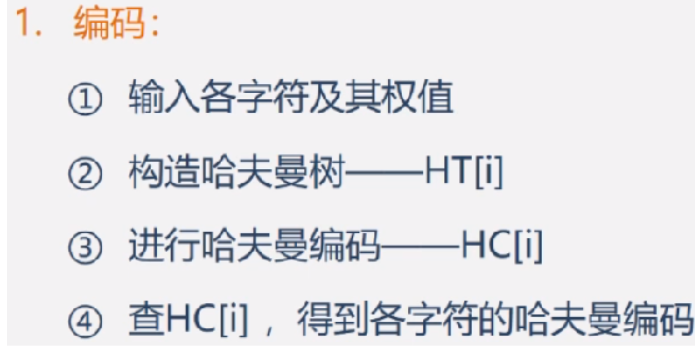 1. 编码：
① 输入各字符及其权值
② 构造哈夫曼树——HT[i]
③ 进行哈夫曼编码——HC[i]
④ 查HC[i] ，得到各字符的哈夫曼编码